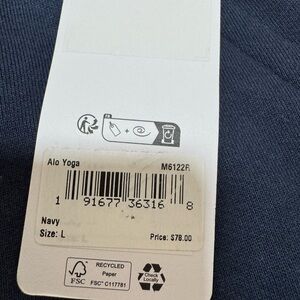 Alo Yoga M6122R
1 91677 36316 8
Navy
Size: L Price: $78.00
FSC
RECYCLED
Paper
FSC® C117781
Check
Locally